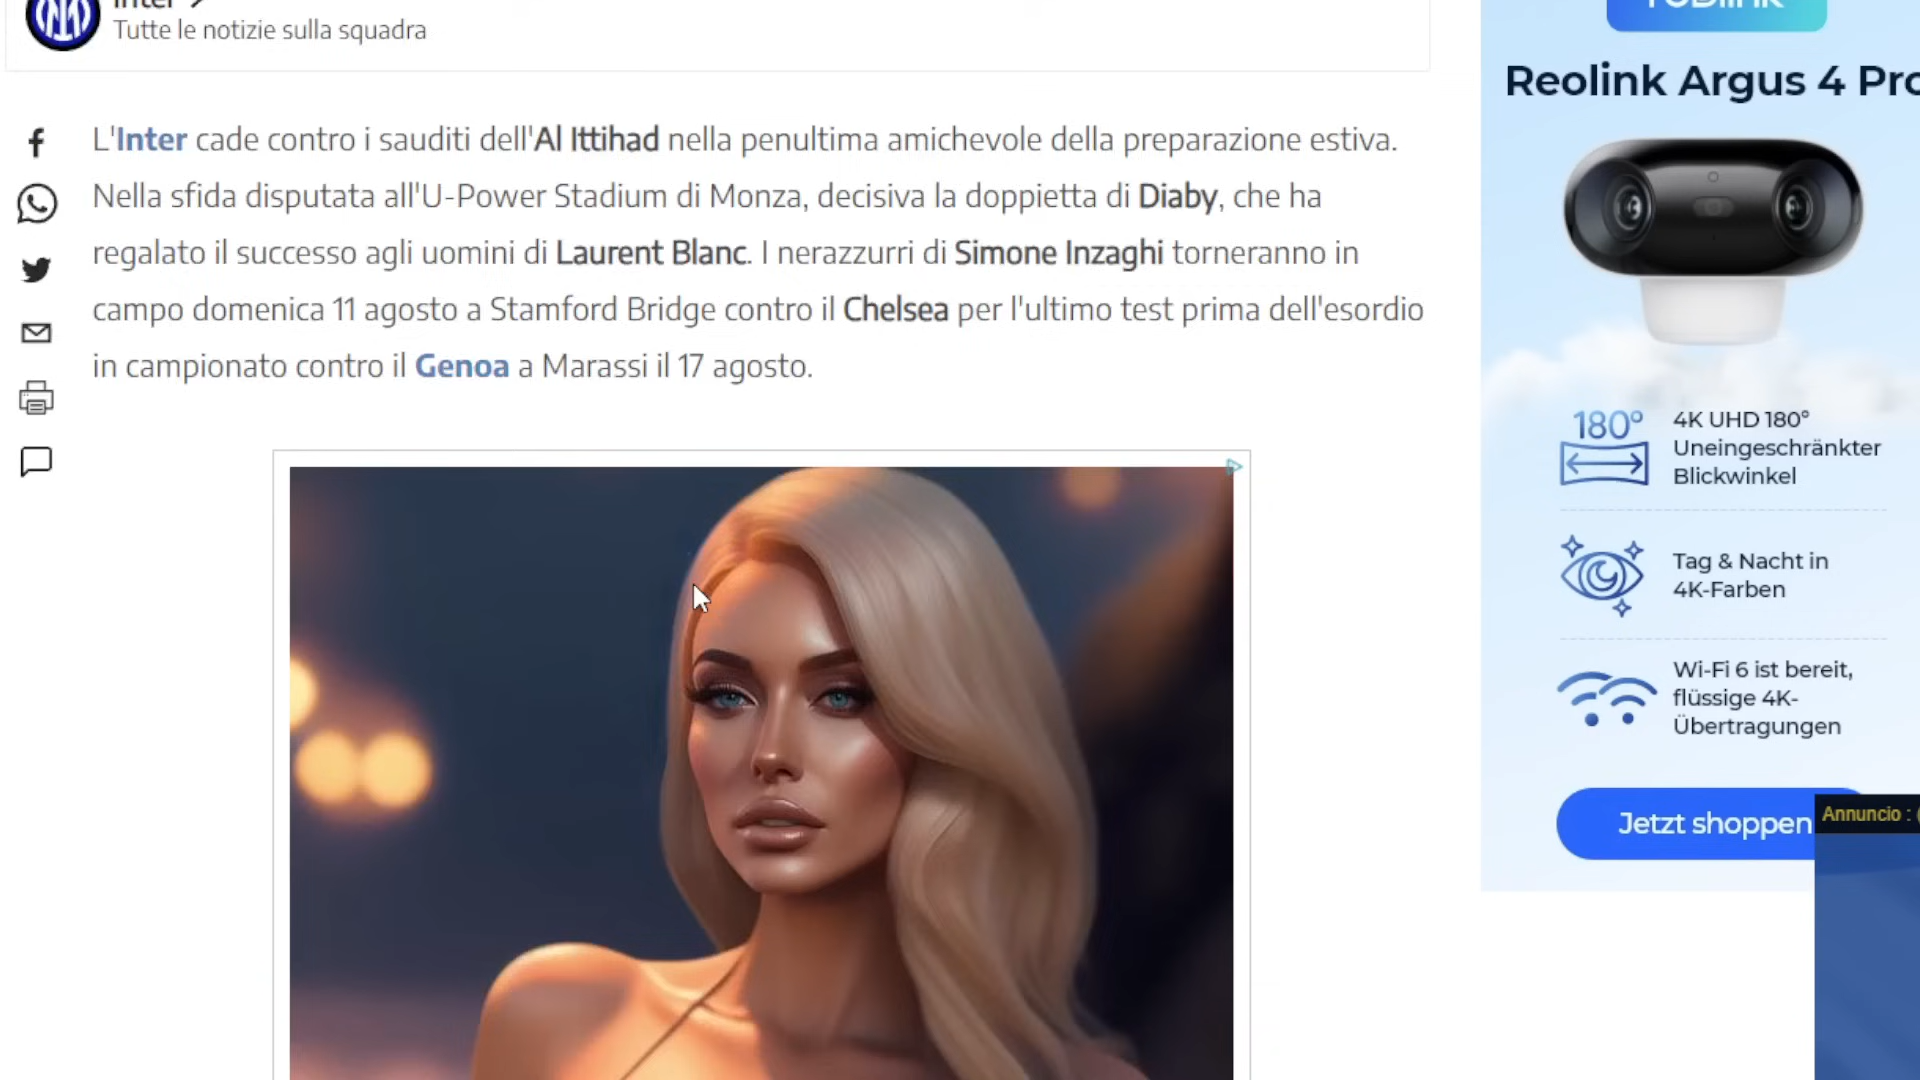 Inter
Tutte le notizie sulla squadra
L'Inter cade contro i sauditi dell'Al Ittihad nella penultima amichevole della preparazione estiva.
Nella sfida disputata all'U-Power Stadium di Monza, decisiva la doppietta di Diaby, che ha
regalato il successo agli uomini di Laurent Blanc. I nerazzurri di Simone Inzaghi torneranno in
campo domenica 11 agosto a Stamford Bridge contro il Chelsea per l'ultimo test prima dell'esordio
in campionato contro il Genoa a Marassi il 17 agosto.
Reolink Argus 4 Pro
180°
4K UHD 180°
Uneingeschränkter
Blickwinkel
Tag & Nacht in
4K-Farben
Wi-Fi 6 ist bereit,
flüssige 4K-
Übertragungen
Jetzt shoppen
Annuncio : (